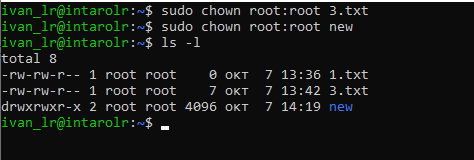 ivan_lr@intarolr:~$ sudo chown root:root 3.txt
ivan_lr@intarolr:~$ sudo chown root:root new
ivan_lr@intarolr:~$ ls -l
total 8
-rw-rw-r-- 1 root root    0 окт  7 13:36 1.txt
-rw-rw-r-- 1 root root    7 окт  7 13:42 3.txt
drwxrwxr-x 2 root root 4096 окт  7 14:19 new
ivan_lr@intarolr:~$